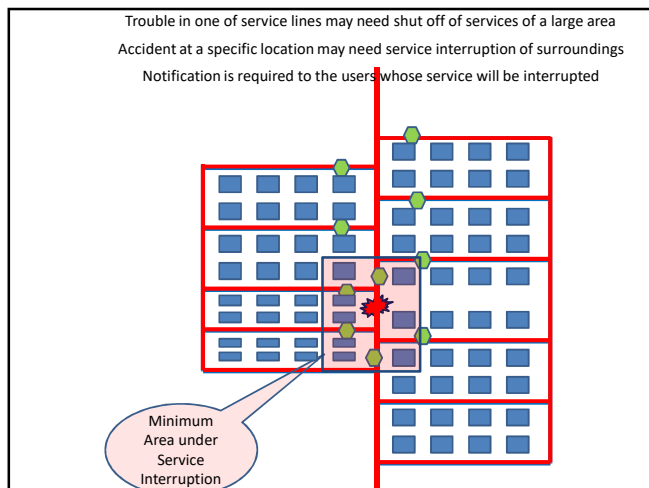 Trouble in one of service lines may need shut off of services of a large area
Accident at a specific location may need service interruption of surroundings
Notification is required to the users whose service will be interrupted
Minimum
Area under
Service
Interruption